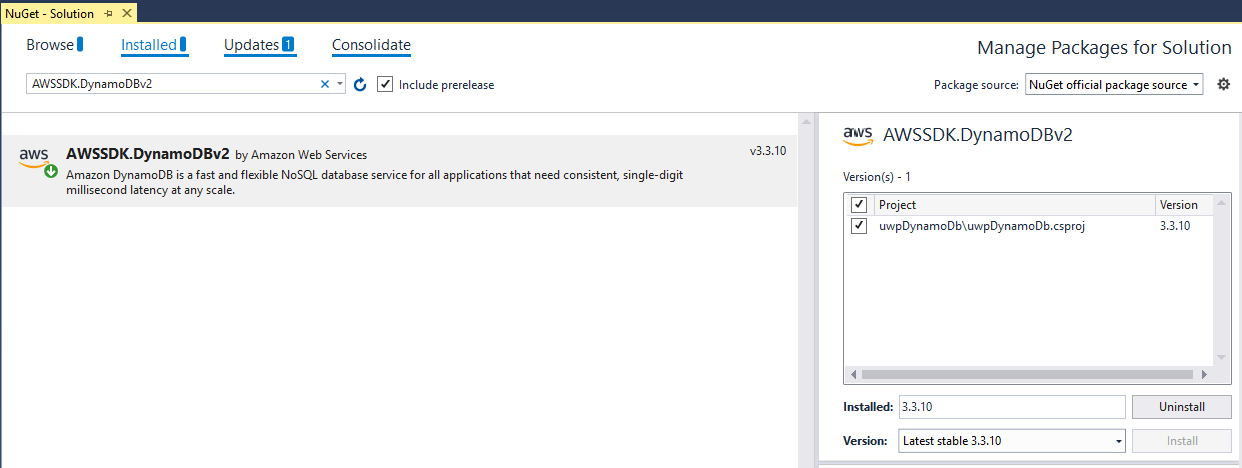 NuGet - Solution
Browse Installed Updates 1 Consolidate
Manage Packages for Solution
AWSSDK.DynamoDBv2
Include prerelease
Package source: NuGet official package source
aws
AWSSDK.DynamoDBv2 by Amazon Web Services
v3.3.10
Amazon DynamoDB is a fast and flexible NoSQL database service for all applications that need consistent, single-digit
millisecond latency at any scale.
aws
AWSSDK.DynamoDBv2
Version(s) - 1
Project Version
uwpDynamoDb\uwpDynamoDb.csproj 3.3.10
Installed: 3.3.10 Uninstall
Version: Latest stable 3.3.10 Install